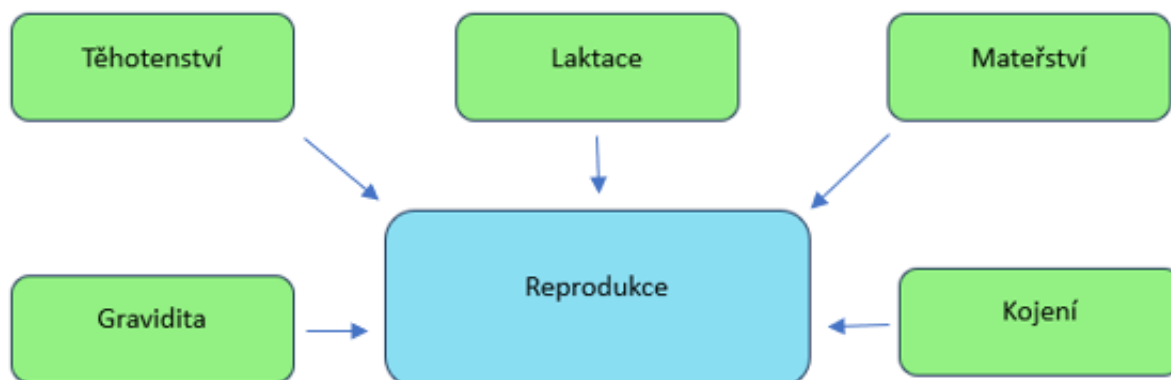 Těhotenství
Laktace
Mateřství
Gravidita
Reprodukce
Kojení